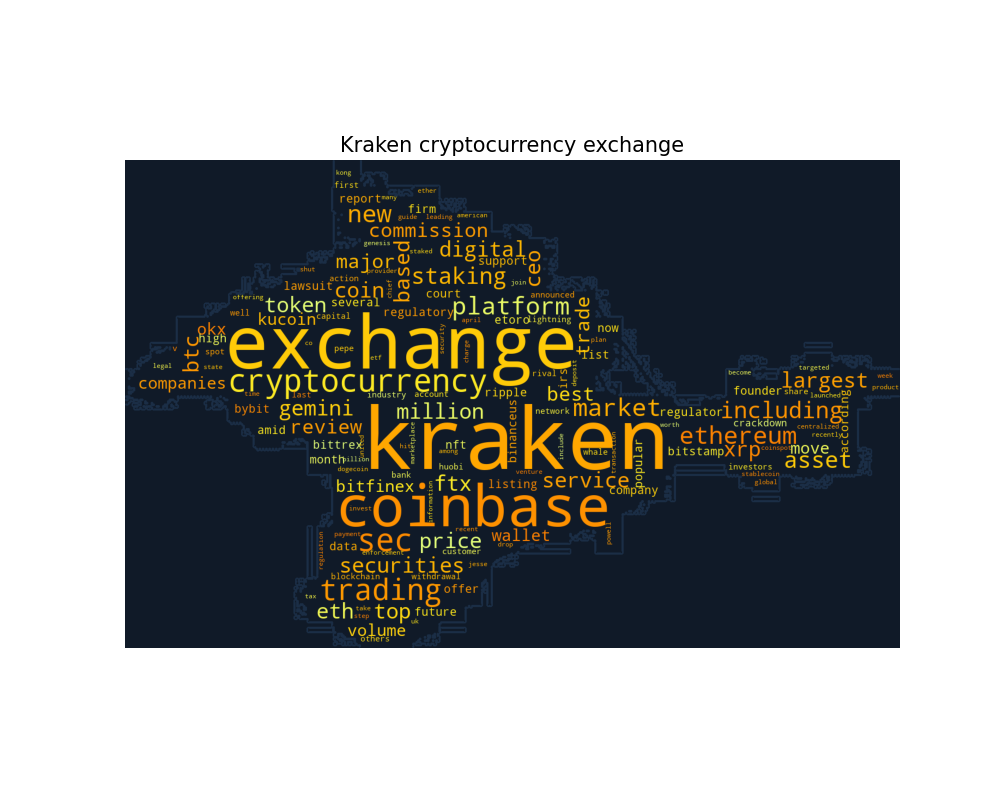 Kraken cryptocurrency exchange
kong
first
ether
report many
new firm
guide leading american
commission
genesis
based
staked
digital
ceo
major
support
shut
provider
action
chief
staking
join
lawsuit
coin
court
announced
offering
token several
platform
trade
well
kucoin capital
regulatory
april
etoro lightning
okx
high
btc
now
exchange
security
charge
plan
co
pepe
etf
v
spot
list
legal
state
rival
first
deposit
companies
cryptocurrency
time
last
industry account
ripple
best
bybit
gemini
million
network
market
regulator
amid
review
kraken
binanceus
worth
become
targeted
largest
week
product
founder share launched
including
according
crackdown
centralized
recently
ethereum
xrp
coinspot
move
bitstamp
investors
asset
stablecoin
global
bittrex
hit
marketplace
nft
among
include
whale
transaction
popular
month billion
dogecoin
huobi
bank
venture
bitfinex
ftx
listing
service
company
information
coinbase
invest
powell
regulation
payment
sec
recent
price
wallet
data
enforcement
customer
drop
securities
jesse
blockchain
withdrawal
trading
offer
tax
eth
take
step
top
future
uk
volume
others